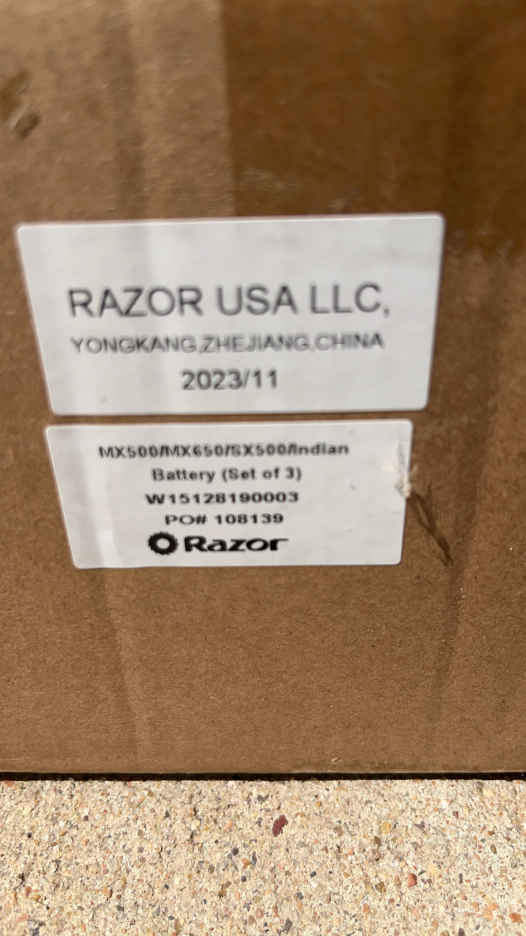 RAZOR USA LLC,
YONGKANG,ZHEJIANG,CHINA
2023/11
MX500/MX650/SX500/Indian
Battery (Set of 3)
W15128190003
PO# 108139
Razor